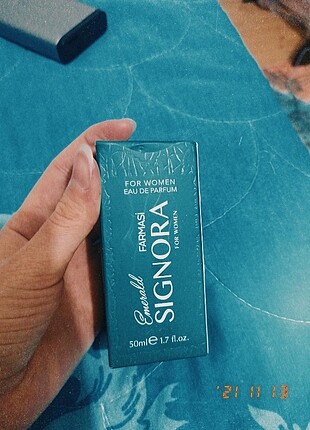 FOR WOMEN
EAU DE PARFUM
Emerald
FARMASİ
SIGNORA
FOR WOMEN
50ml e 1.7 fl.oz.
'21 11 13